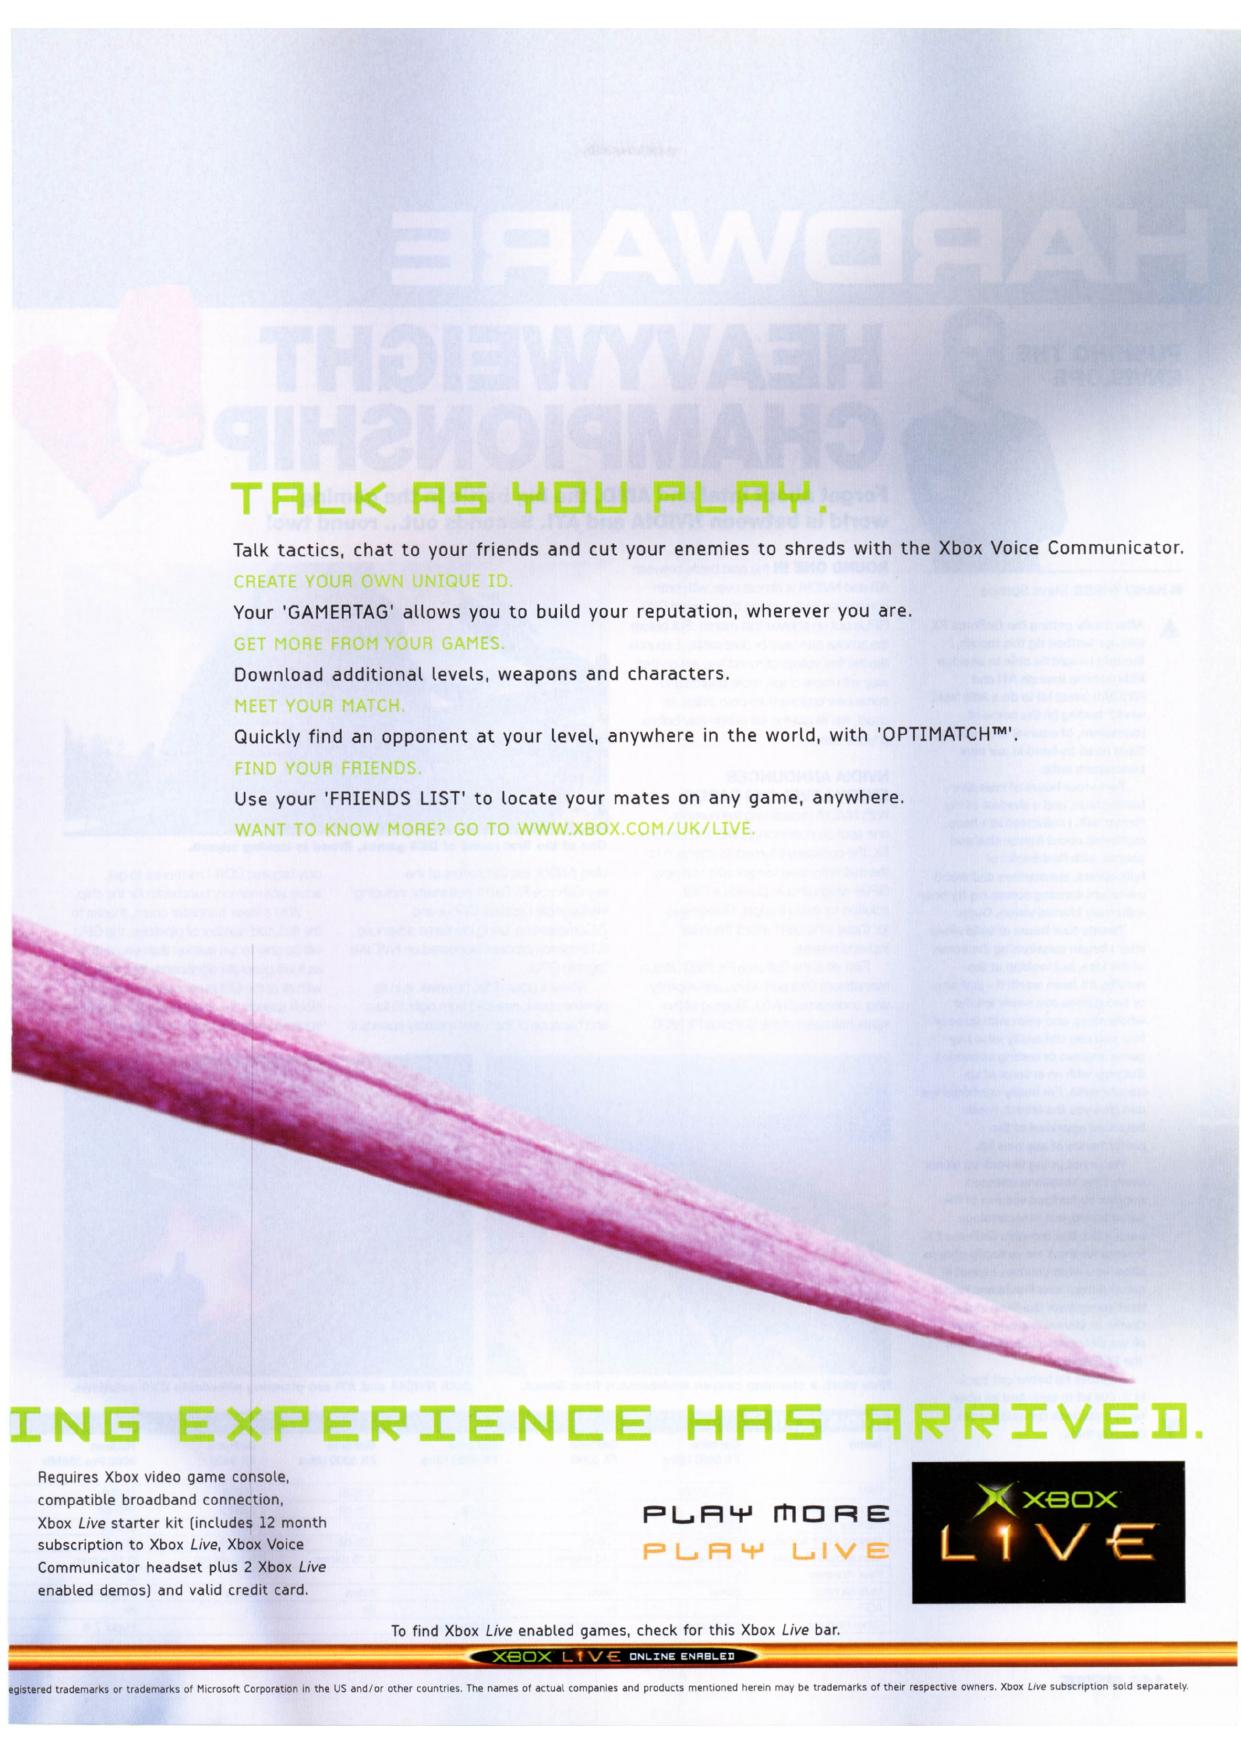 TALK AS YOU PLAY.
Talk tactics, chat to your friends and cut your enemies to shreds with the Xbox Voice Communicator.
CREATE YOUR OWN UNIQUE ID.
Your 'GAMERTAG' allows you to build your reputation, wherever you are.
GET MORE FROM YOUR GAMES.
Download additional levels, weapons and characters.
MEET YOUR MATCH.
Quickly find an opponent at your level, anywhere in the world, with 'OPTIMATCH™'.
FIND YOUR FRIENDS.
Use your 'FRIENDS LIST' to locate your mates on any game, anywhere.
WANT TO KNOW MORE? GO TO WWW.XBOX.COM/UK/LIVE.
ING EXPERIENCE HAS ARRIVED.
Requires Xbox video game console,
compatible broadband connection,
Xbox Live starter kit (includes 12 month
subscription to Xbox Live, Xbox Voice
Communicator headset plus 2 Xbox Live
enabled demos) and valid credit card.
PLAY MORE
PLAY LIVE
XBOX
LIVE
To find Xbox Live enabled games, check for this Xbox Live bar.
XBOX LIVE ONLINE ENABLED
egistered trademarks or trademarks of Microsoft Corporation in the US and/or other countries. The names of actual companies and products mentioned herein may be trademarks of their respective owners. Xbox Live subscription sold separately.